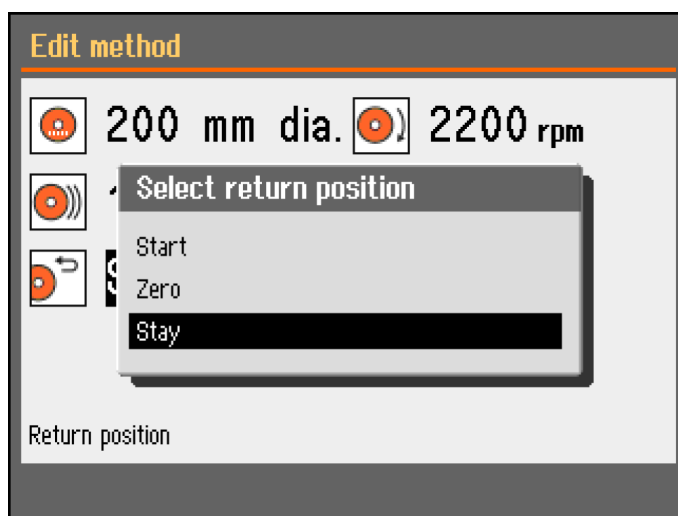 Edit method
200 mm dia. 2200 rpm
Select return position
Start
Zero
Stay
Return position